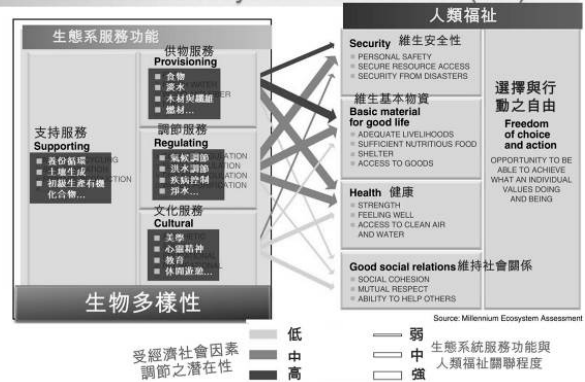 人類福祉
生態系服務功能
支持服務
Supporting
養份循環
土壤生成
初級生產有機
化合物...
供物服務
Provisioning
食物
淡水
木材與纖維
燃材...
調節服務
Regulating
氣候調節
洪水調節
疾病控制
淨水...
文化服務
Cultural
美學
心靈精神
教育
休閒遊遊...
生物多樣性
Security 維生安全性
PERSONAL SAFETY
SECURE RESOURCE ACCESS
SECURITY FROM DISASTERS
維生基本物資
Basic material
for good life
ADEQUATE LIVELIHOODS
SUFFICIENT NUTRITIOUS FOOD
SHELTER
ACCESS TO GOODS
Health 健康
STRENGTH
FEELING WELL
ACCESS TO CLEAN AIR
AND WATER
Good social relations 維持社會關係
SOCIAL COHESION
MUTUAL RESPECT
ABILITY TO HELP OTHERS
選擇與行
動之自由
Freedom
of choice
and action
OPPORTUNITY TO BE
ABLE TO ACHIEVE
WHAT AN INDIVIDUAL
VALUES DOING
AND BEING
Source: Millennium Ecosystem Assessment
受經濟社會因素
調節之潛在性
低
中
高
弱
中
強
生態系統服務功能與
人類福祉關聯程度